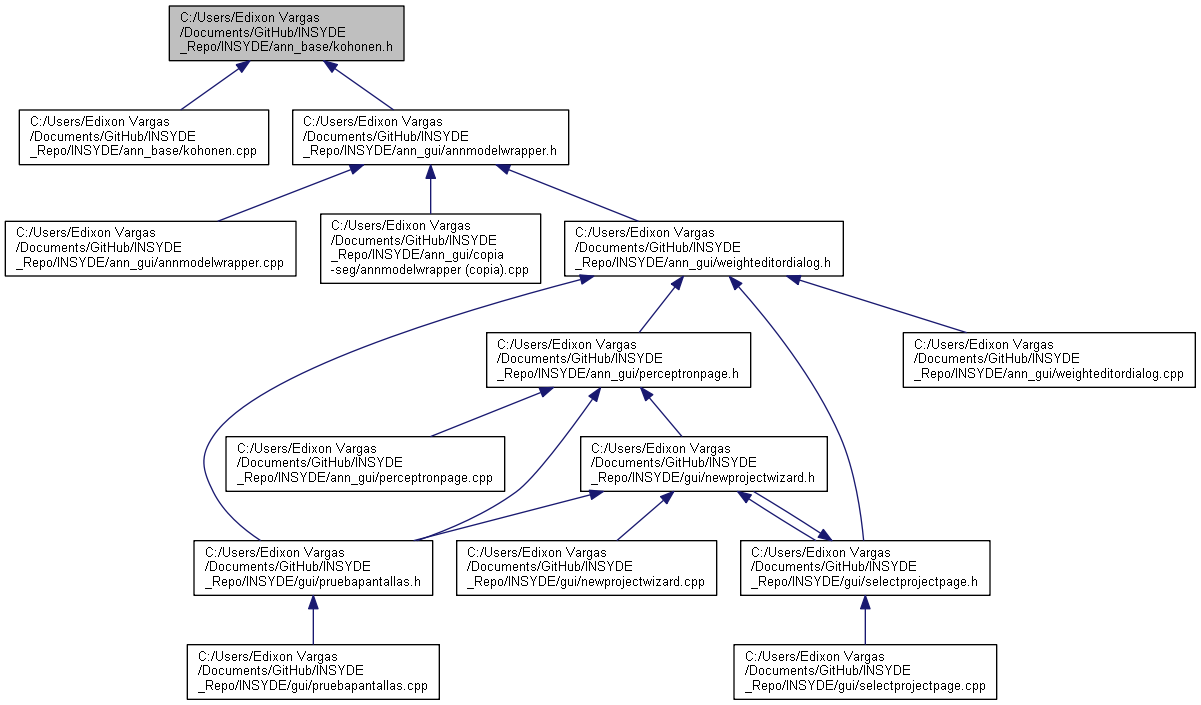 C:/Users/Edixon Vargas
/Documents/GitHub/INSYDE
_Repo/INSYDE/ann_base/kohonen.h
C:/Users/Edixon Vargas
/Documents/GitHub/INSYDE
_Repo/INSYDE/ann_base/kohonen.cpp
C:/Users/Edixon Vargas
/Documents/GitHub/INSYDE
_Repo/INSYDE/ann_gui/annmodelwrapper.h
C:/Users/Edixon Vargas
/Documents/GitHub/INSYDE
_Repo/INSYDE/ann_gui/annmodelwrapper.cpp
C:/Users/Edixon Vargas
/Documents/GitHub/INSYDE
_Repo/INSYDE/ann_gui/copia
-seg/annmodelwrapper (copia).cpp
C:/Users/Edixon Vargas
/Documents/GitHub/INSYDE
_Repo/INSYDE/ann_gui/weighteditordialog.h
C:/Users/Edixon Vargas
/Documents/GitHub/INSYDE
_Repo/INSYDE/ann_gui/perceptronpage.h
C:/Users/Edixon Vargas
/Documents/GitHub/INSYDE
_Repo/INSYDE/ann_gui/weighteditordialog.cpp
C:/Users/Edixon Vargas
/Documents/GitHub/INSYDE
_Repo/INSYDE/ann_gui/perceptronpage.cpp
C:/Users/Edixon Vargas
/Documents/GitHub/INSYDE
_Repo/INSYDE/gui/newprojectwizard.h
C:/Users/Edixon Vargas
/Documents/GitHub/INSYDE
_Repo/INSYDE/gui/pruebapantallas.h
C:/Users/Edixon Vargas
/Documents/GitHub/INSYDE
_Repo/INSYDE/gui/newprojectwizard.cpp
C:/Users/Edixon Vargas
/Documents/GitHub/INSYDE
_Repo/INSYDE/gui/selectprojectpage.h
C:/Users/Edixon Vargas
/Documents/GitHub/INSYDE
_Repo/INSYDE/gui/pruebapantallas.cpp
C:/Users/Edixon Vargas
/Documents/GitHub/INSYDE
_Repo/INSYDE/gui/selectprojectpage.cpp